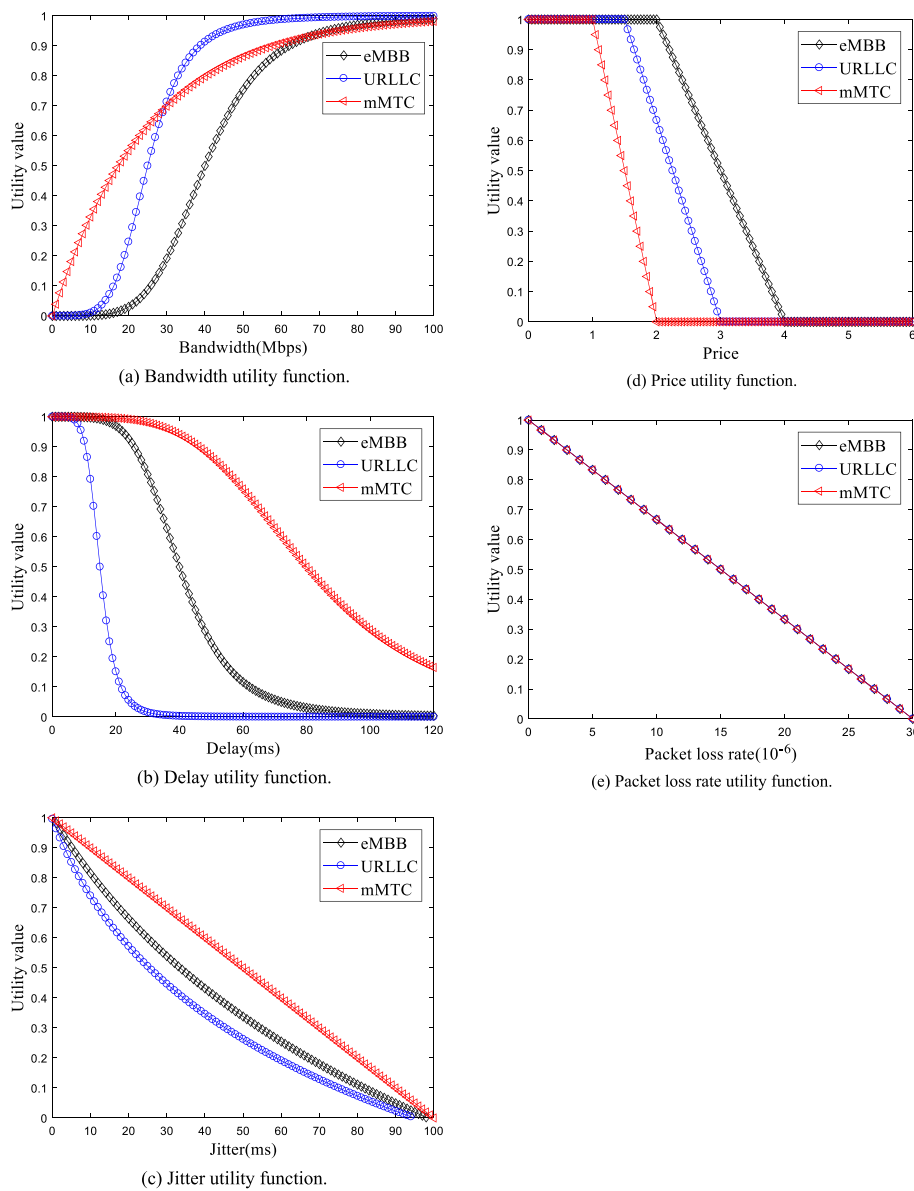 Utility value
1
0.9
0.8
0.7
0.6
0.5
0.4
0.3
0.2
0.1
0
eMBB
URLLC
mMTC
0 10 20 30 40 50 60 70 80 90 100
Bandwidth(Mbps)
(a) Bandwidth utility function.
Utility value
1
0.9
0.8
0.7
0.6
0.5
0.4
0.3
0.2
0.1
0
eMBB
URLLC
mMTC
0 1 2 3 4 5 6
Price
(d) Price utility function.
Utility value
1
0.9
0.8
0.7
0.6
0.5
0.4
0.3
0.2
0.1
0
eMBB
URLLC
mMTC
0 20 40 60 80 100 120
Delay(ms)
(b) Delay utility function.
Utility value
1
0.9
0.8
0.7
0.6
0.5
0.4
0.3
0.2
0.1
0
eMBB
URLLC
mMTC
0 5 10 15 20 25 30
Packet loss rate(10⁻⁶)
(e) Packet loss rate utility function.
Utility value
1
0.9
0.8
0.7
0.6
0.5
0.4
0.3
0.2
0.1
0
eMBB
URLLC
mMTC
0 10 20 30 40 50 60 70 80 90 100
Jitter(ms)
(c) Jitter utility function.